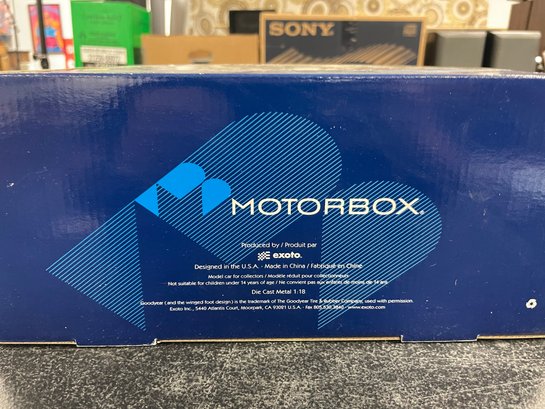 SONY
MOTORBOX®
Produced by / Produit par
exoto.
Designed in the U.S.A. - Made in China / Fabriqué en Chine
Model car for collectors / Modèle réduit pour collectionneurs
Not suitable for children under 14 years of age / Ne convient pas aux enfants de moins de 14 ans
Die Cast Metal 1:18
Goodyear (and the winged foot design) is the trademark of The Goodyear Tire & Rubber Company, used with permission.
Exoto Inc., 5440 Atlantis Court, Moorpark, CA 93021 U.S.A. - Fax 805.530.3840 - www.exoto.com